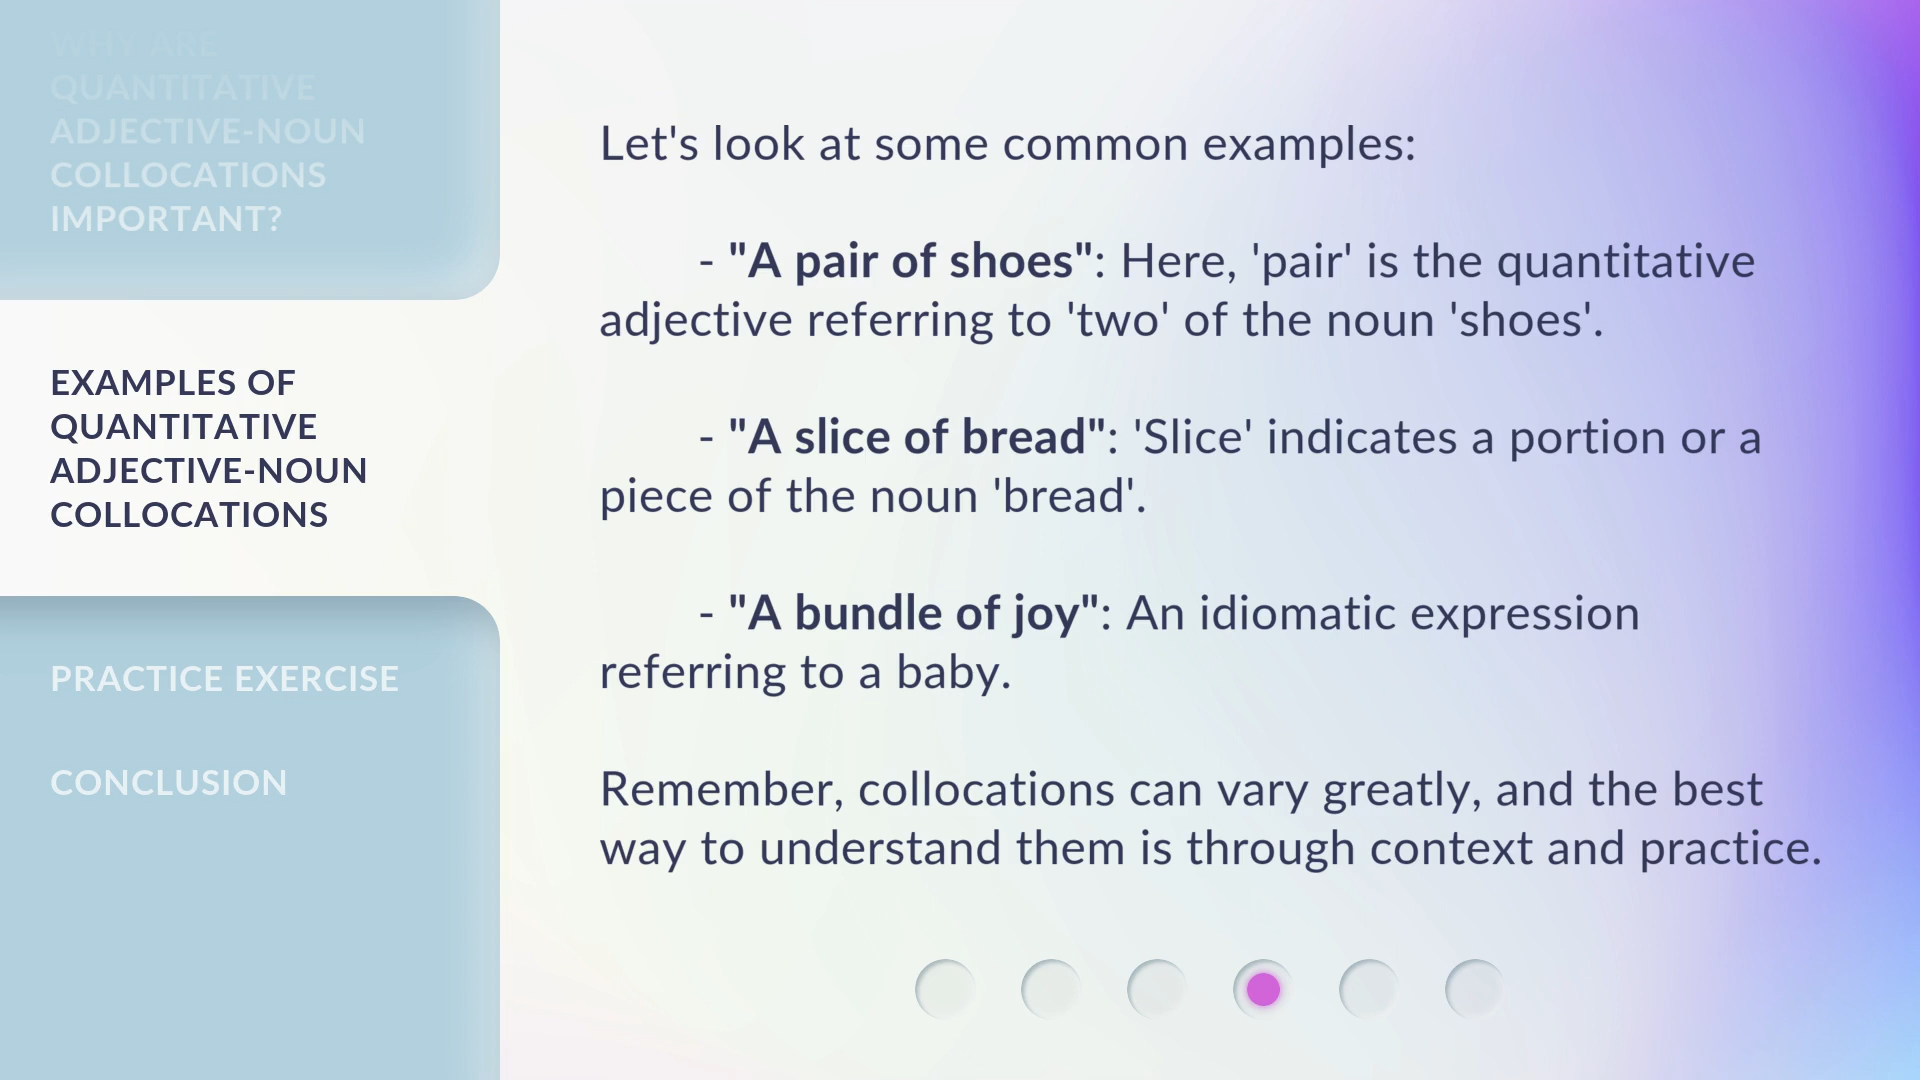 WHY ARE
QUANTITATIVE
ADJECTIVE-NOUN
COLLOCATIONS
IMPORTANT?
EXAMPLES OF
QUANTITATIVE
ADJECTIVE-NOUN
COLLOCATIONS
PRACTICE EXERCISE
CONCLUSION
Let's look at some common examples:
- "A pair of shoes": Here, 'pair' is the quantitative
adjective referring to 'two' of the noun 'shoes'.
- "A slice of bread": 'Slice' indicates a portion or a
piece of the noun 'bread'.
- "A bundle of joy": An idiomatic expression
referring to a baby.
Remember, collocations can vary greatly, and the best
way to understand them is through context and practice.